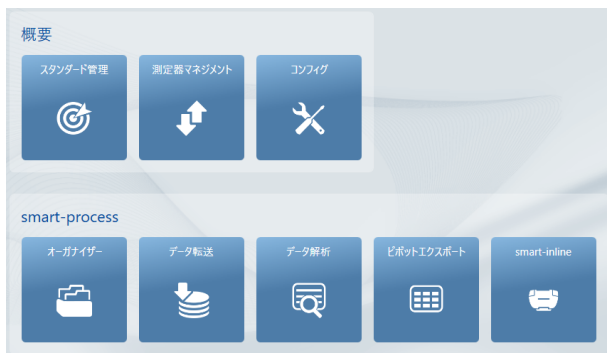 概要
スタンダード管理
測定器マネジメント
コンフィグ
smart-process
オーガナイザー
データ転送
データ解析
ピボットエクスポート
smart-inline